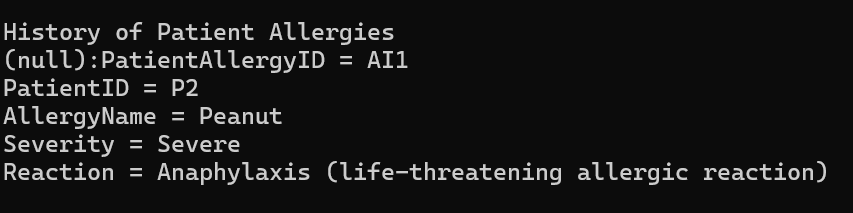 History of Patient Allergies
(null):PatientAllergyID = AI1
PatientID = P2
AllergyName = Peanut
Severity = Severe
Reaction = Anaphylaxis (life-threatening allergic reaction)